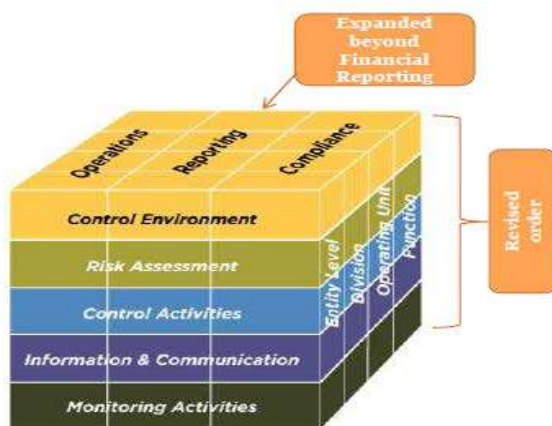 Expanded
beyond
Financial
Reporting
Operations
Reporting
Compliance
Control Environment
Risk Assessment
Control Activities
Information & Communication
Monitoring Activities
Entity Level
Division
Operating Unit
Function
Revised
order